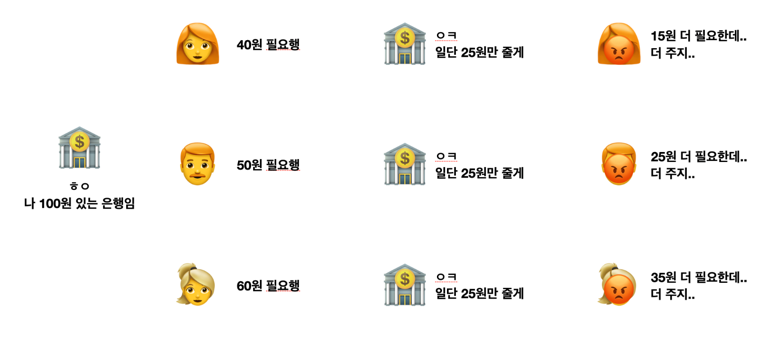 40원 필요행
ㅇㅋ
일단 25원만 줄게
15원 더 필요한데..
더 주지..
ㅎㅇ
나 100원 있는 은행임
50원 필요행
ㅇㅋ
일단 25원만 줄게
25원 더 필요한데..
더 주지..
60원 필요행
ㅇㅋ
일단 25원만 줄게
35원 더 필요한데..
더 주지..